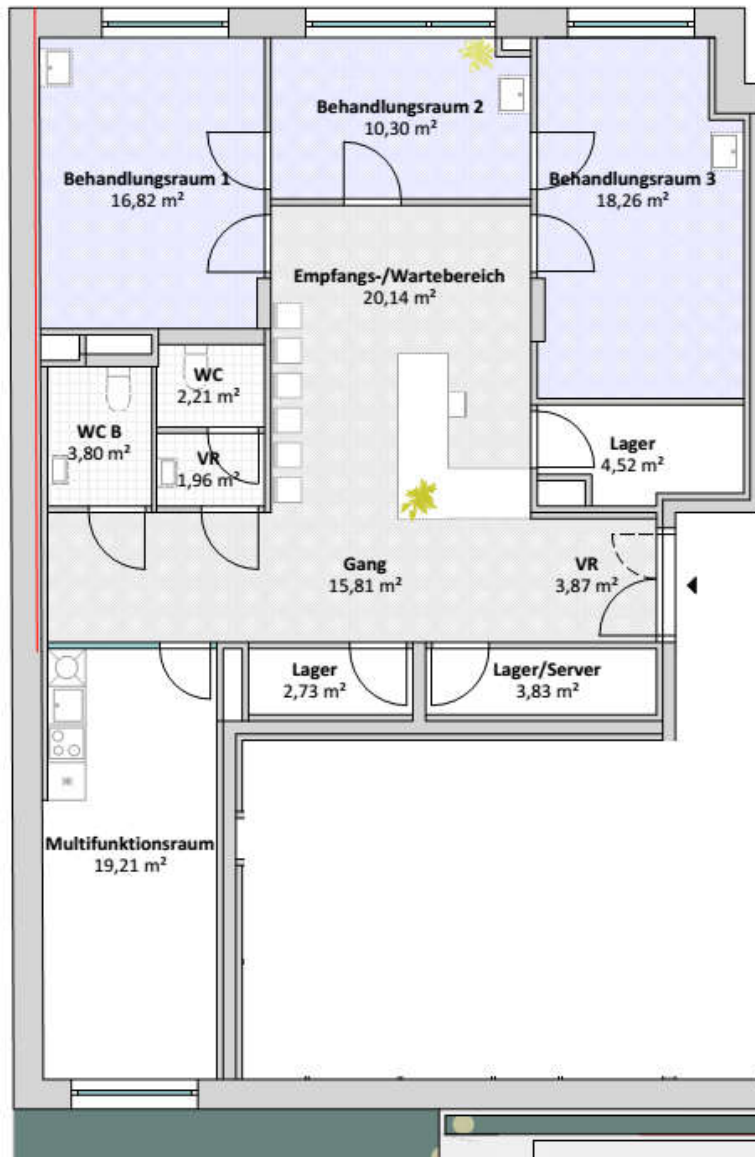 Behandlungsraum 2
10,30 m²
Behandlungsraum 1
16,82 m²
Behandlungsraum 3
18,26 m²
Empfangs-/Wartebereich
20,14 m²
WC
2,21 m²
WC B
3,80 m²
VR
1,96 m²
Lager
4,52 m²
Gang
15,81 m²
VR
3,87 m²
Lager
2,73 m²
Lager/Server
3,83 m²
Multifunktionsraum
19,21 m²